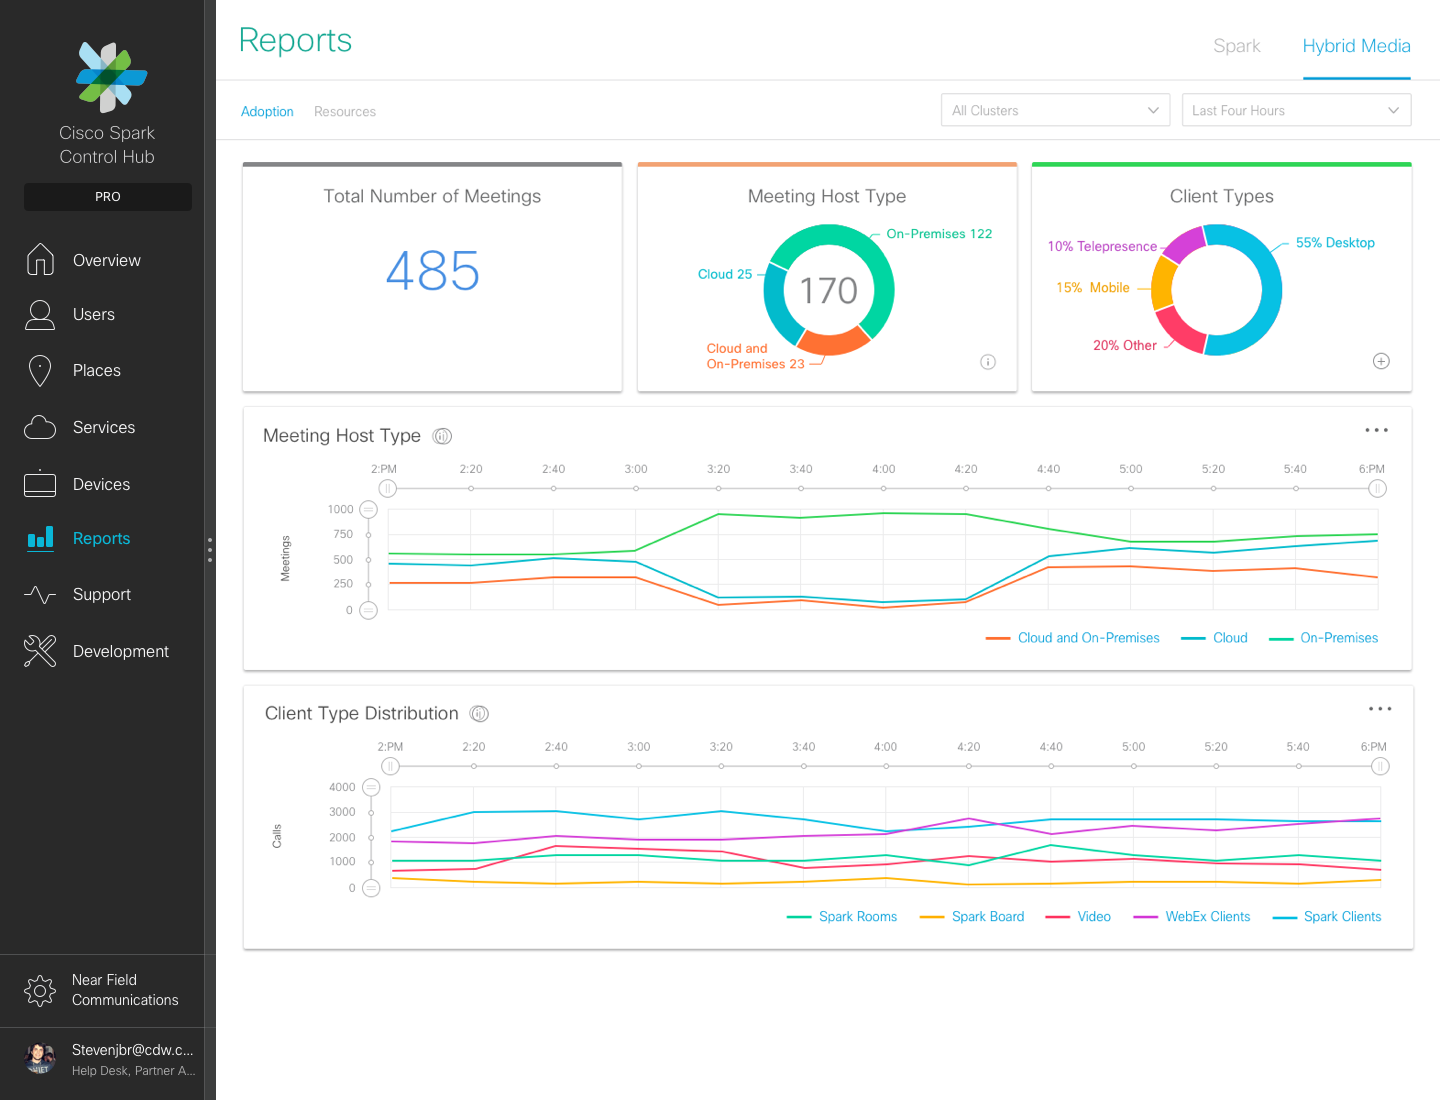 Cisco Spark
Control Hub
PRO
Overview
Users
Places
Services
Devices
Reports
Support
Development
Near Field
Communications
Stevenjbr@cdw.c...
Help Desk, Partner A...
Reports
Spark
Hybrid Media
Adoption
Resources
All Clusters
Last Four Hours
Total Number of Meetings
485
Meeting Host Type
On-Premises 122
Cloud 25
170
Cloud and
On-Premises 23
Client Types
10% Telepresence
55% Desktop
15% Mobile
20% Other
Meeting Host Type
2:PM 2:20 2:40 3:00 3:20 3:40 4:00 4:20 4:40 5:00 5:20 5:40 6:PM
1000
750
500
250
0
Meetings
Cloud and On-Premises
Cloud
On-Premises
Client Type Distribution
2:PM 2:20 2:40 3:00 3:20 3:40 4:00 4:20 4:40 5:00 5:20 5:40 6:PM
4000
3000
2000
1000
0
Calls
Spark Rooms
Spark Board
Video
WebEx Clients
Spark Clients